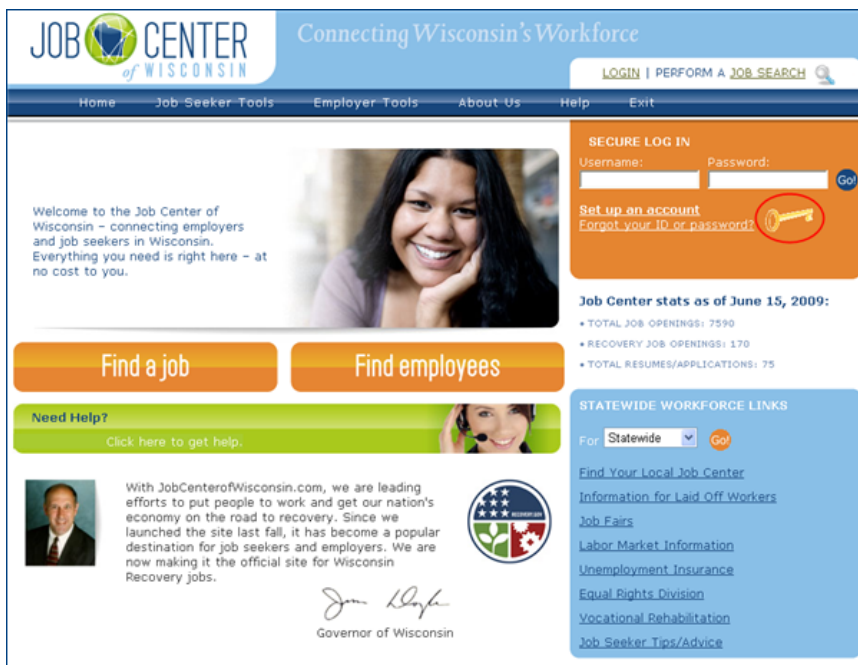 JOB CENTER
of WISCONSIN
Connecting Wisconsin's Workforce
LOGIN | PERFORM A JOB SEARCH
Home Job Seeker Tools Employer Tools About Us Help Exit
Welcome to the Job Center of
Wisconsin – connecting employers
and job seekers in Wisconsin.
Everything you need is right here – at
no cost to you.
SECURE LOG IN
Username: Password:
Go!
Set up an account
Forgot your ID or password?
Job Center stats as of June 15, 2009:
• TOTAL JOB OPENINGS: 7590
• RECOVERY JOB OPENINGS: 170
• TOTAL RESUMES/APPLICATIONS: 75
Find a job
Find employees
Need Help?
Click here to get help.
With JobCenterofWisconsin.com, we are leading
efforts to put people to work and get our nation's
economy on the road to recovery. Since we
launched the site last fall, it has become a popular
destination for job seekers and employers. We are
now making it the official site for Wisconsin
Recovery jobs.
RECOVERY.GOV
Jim Doyle
Governor of Wisconsin
STATEWIDE WORKFORCE LINKS
For Statewide Go!
Find Your Local Job Center
Information for Laid Off Workers
Job Fairs
Labor Market Information
Unemployment Insurance
Equal Rights Division
Vocational Rehabilitation
Job Seeker Tips/Advice